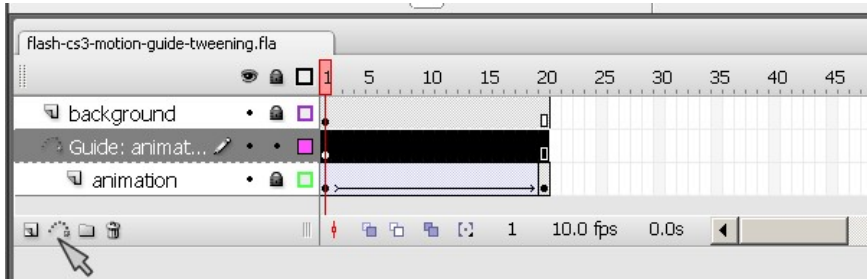 flash-cs3-motion-guide-tweening.fla
1 5 10 15 20 25 30 35 40 45
background
Guide: animat...
animation
1 10.0 fps 0.0s